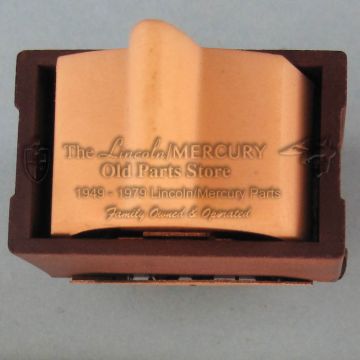 The Lincoln/MERCURY
Old Parts Store
1949 - 1979 Lincoln/Mercury Parts
Family Owned & Operated